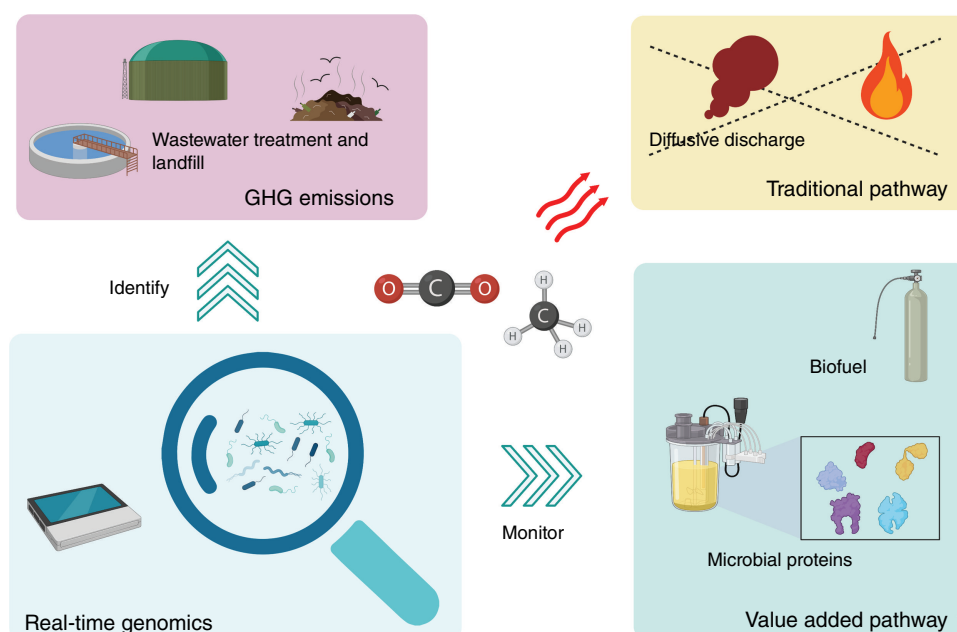 Wastewater treatment and
landfill
GHG emissions
Diffusive discharge
Traditional pathway
Identify
O C O
H
C
H H
H
Biofuel
Monitor
Microbial proteins
Real-time genomics
Value added pathway